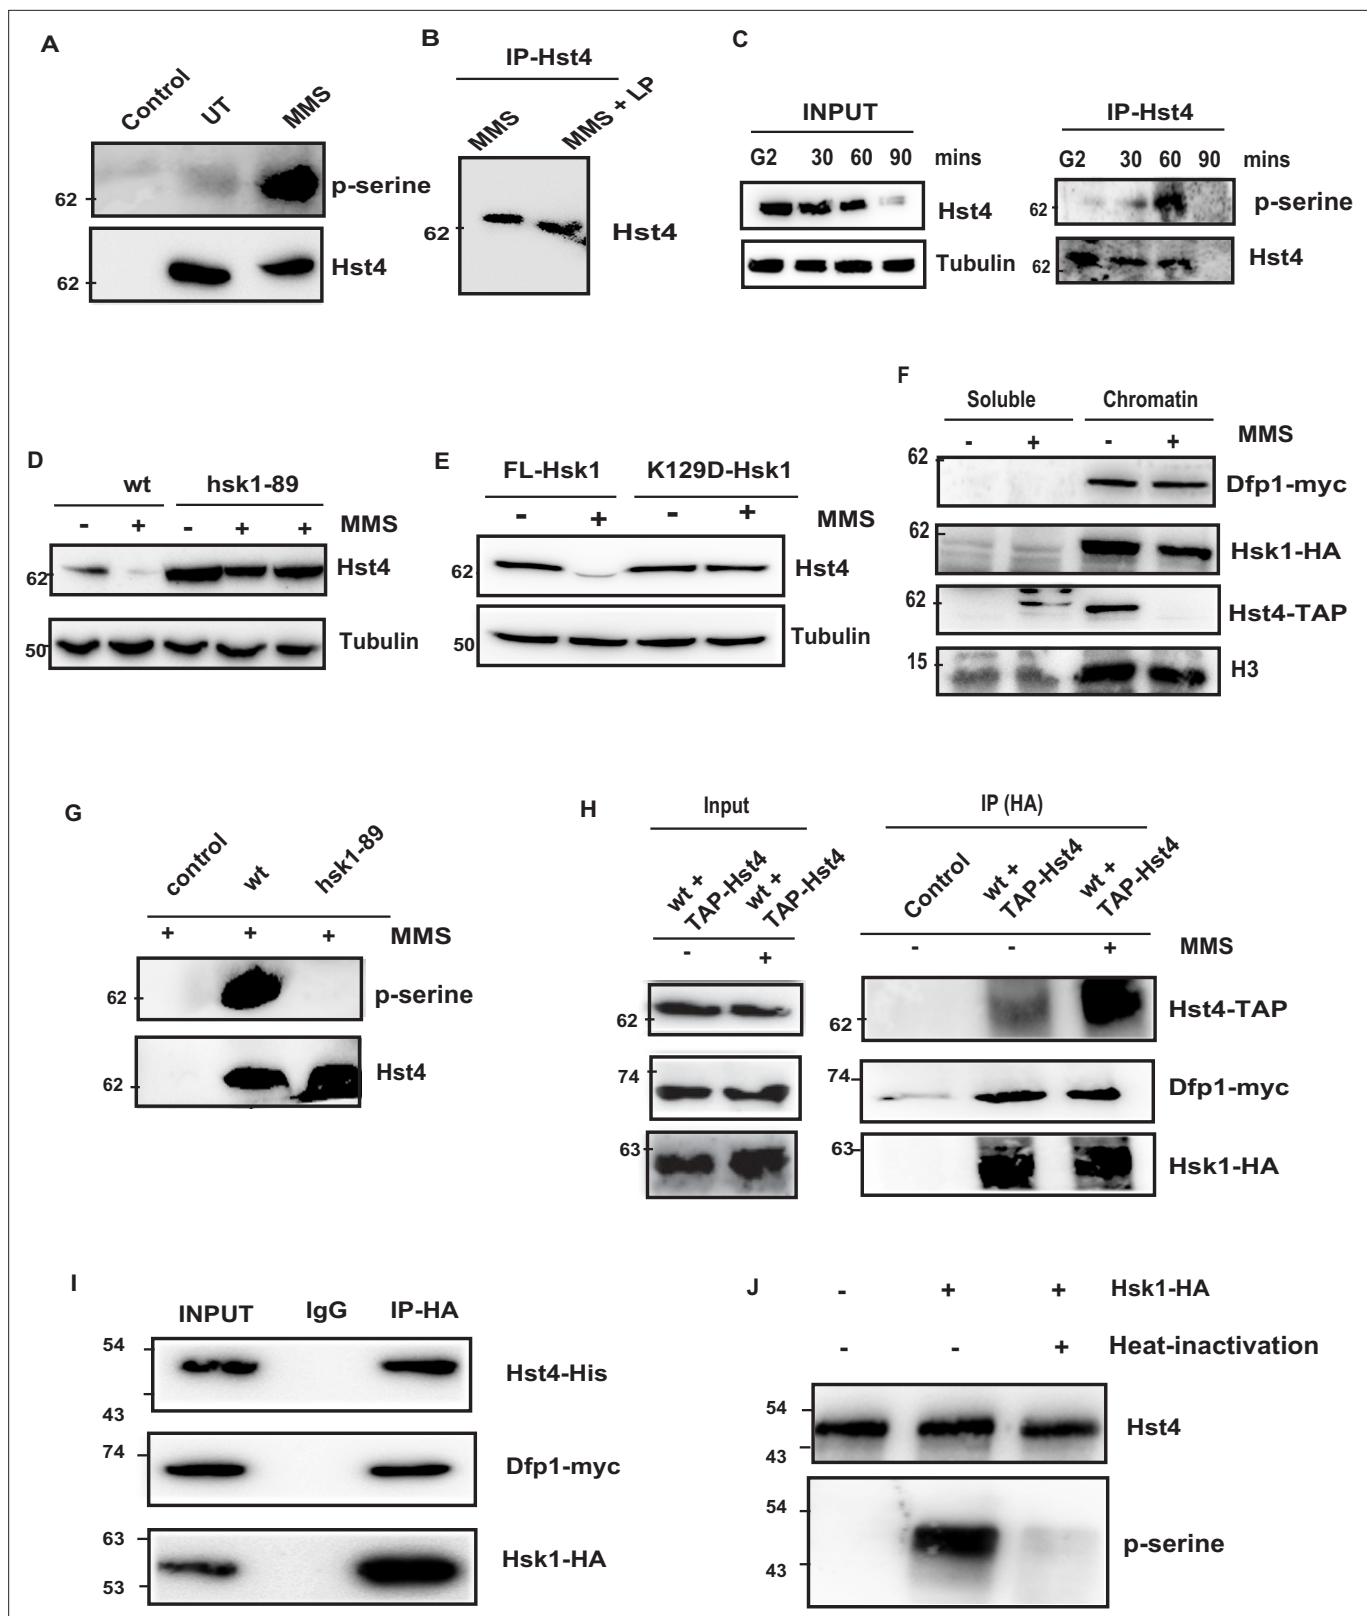 A
Control UT MMS
62 p-serine
62 Hst4
B
IP-Hst4
MMS MMS + LP
62 Hst4
C
INPUT IP-Hst4
G2 30 60 90 mins G2 30 60 90 mins
Hst4 62 p-serine
Tubulin 62 Hst4
D
wt hsk1-89
- + - + + MMS
62 Hst4
50 Tubulin
E
FL-Hsk1 K129D-Hsk1
- + - + MMS
62 Hst4
50 Tubulin
F
Soluble Chromatin
- + - + MMS
62 Dfp1-myc
62 Hsk1-HA
62 Hst4-TAP
15 H3
G
control wt hsk1-89
+ + + MMS
62 p-serine
62 Hst4
H
Input IP (HA)
wt + TAP-Hst4 wt + TAP-Hst4 Control wt + TAP-Hst4 wt + TAP-Hst4
- + - - + MMS
62 62 Hst4-TAP
74 74 Dfp1-myc
63 63 Hsk1-HA
I
INPUT IgG IP-HA
54
Hst4-His
43
74 Dfp1-myc
63
Hsk1-HA
53
J - + + Hsk1-HA
- - + Heat-inactivation
54
Hst4
43
54
p-serine
43